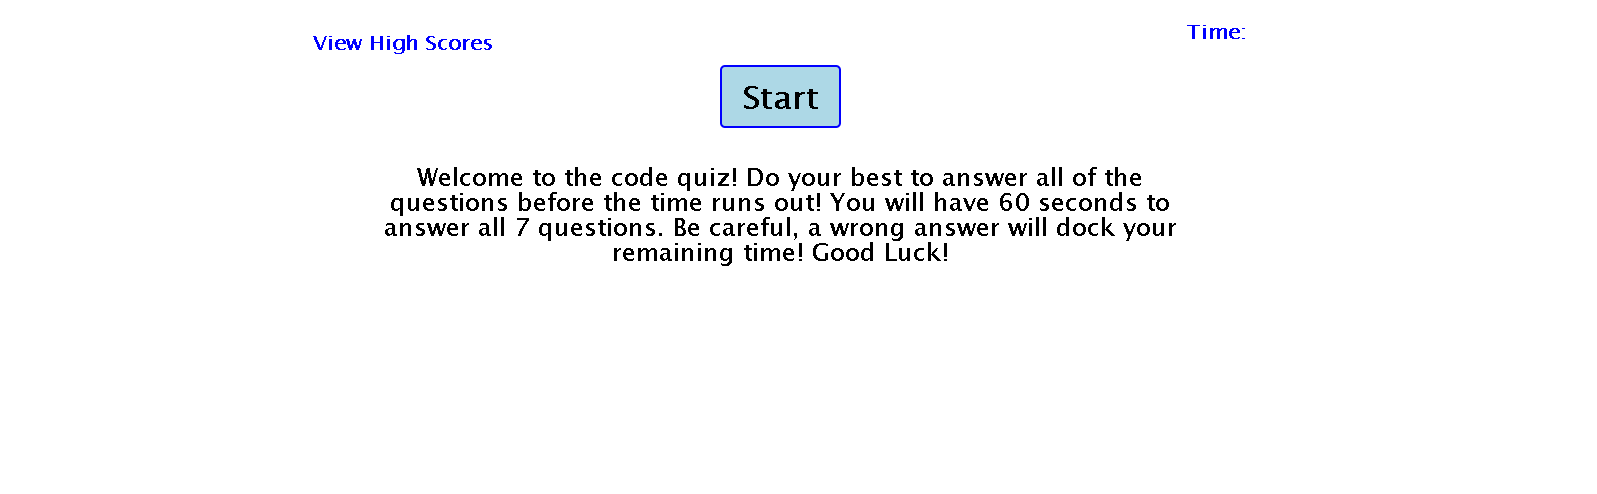 View High Scores
Time:
Start
Welcome to the code quiz! Do your best to answer all of the
questions before the time runs out! You will have 60 seconds to
answer all 7 questions. Be careful, a wrong answer will dock your
remaining time! Good Luck!